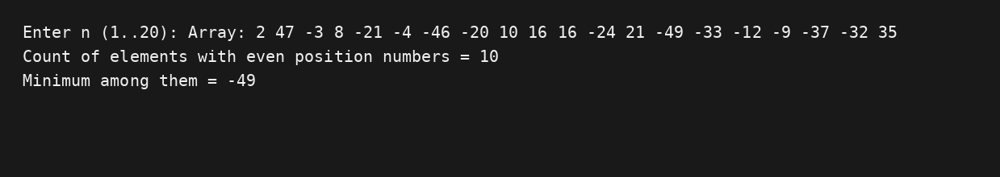 Enter n (1..20): Array: 2 47 -3 8 -21 -4 -46 -20 10 16 16 -24 21 -49 -33 -12 -9 -37 -32 35
Count of elements with even position numbers = 10
Minimum among them = -49